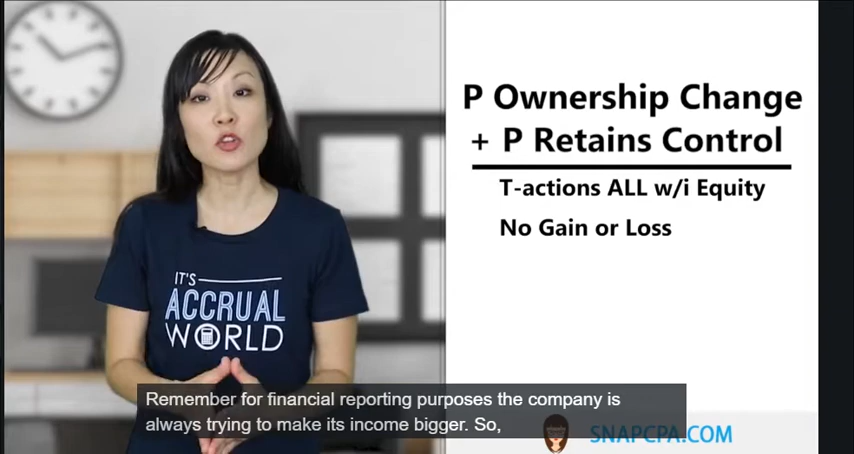 P Ownership Change
+ P Retains Control
T-actions ALL w/i Equity
No Gain or Loss
IT'S
ACCRUAL
WORLD
Remember for financial reporting purposes the company is
always trying to make its income bigger. So,
SNAPCPA.COM